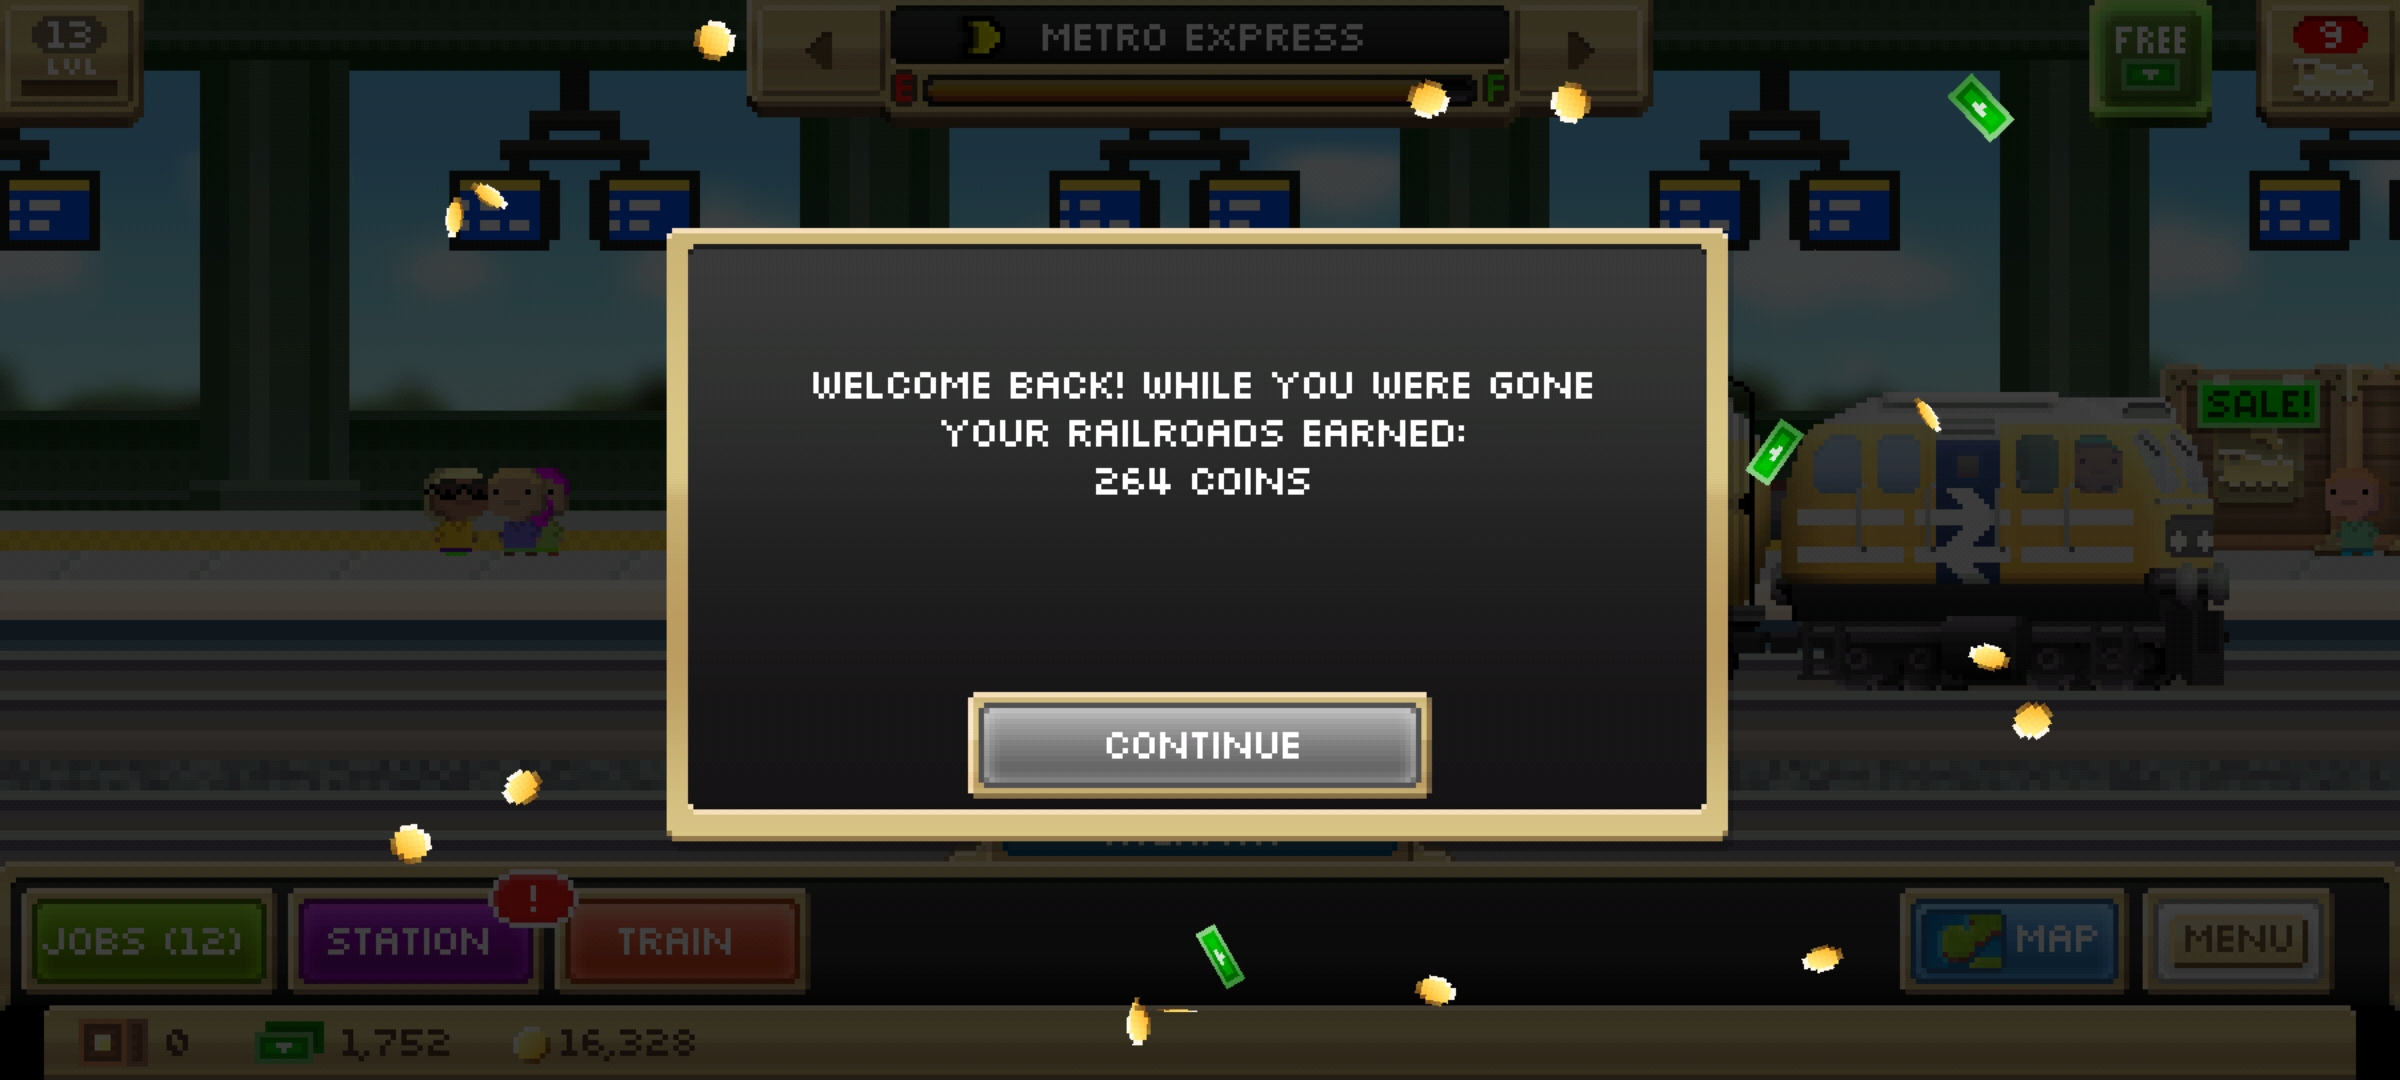 13
LVL
METRO EXPRESS
E
F
FREE
9
SALE!
WELCOME BACK! WHILE YOU WERE GONE
YOUR RAILROADS EARNED:
264 COINS
CONTINUE
JOBS (12)
STATION
!
TRAIN
MAP
MENU
0
1,752
16,328